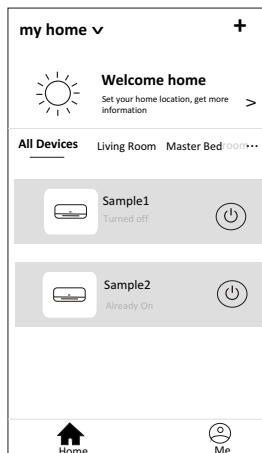 my home v +
Welcome home
Set your home location, get more
information >
All Devices Living Room Master Bedroom ...
Sample1
Turned off
Sample2
Already On
Home Me